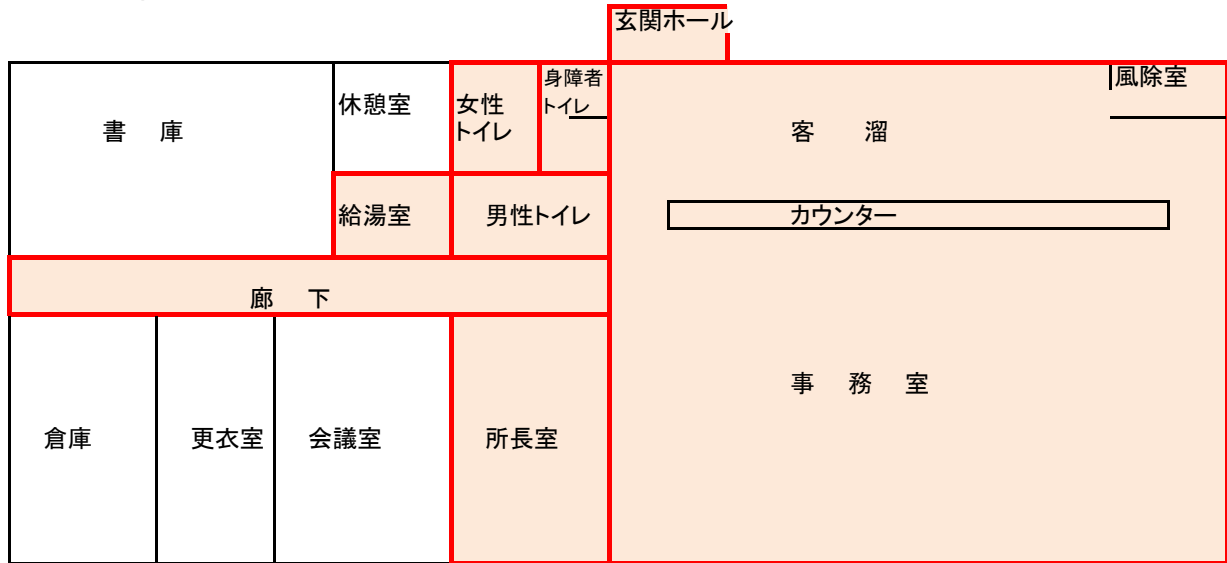 玄関ホール
書 庫
休憩室
女性
トイレ
身障者
トイレ
客 溜
風除室
給湯室
男性トイレ
カウンター
廊 下
倉庫
更衣室
会議室
所長室
事 務 室